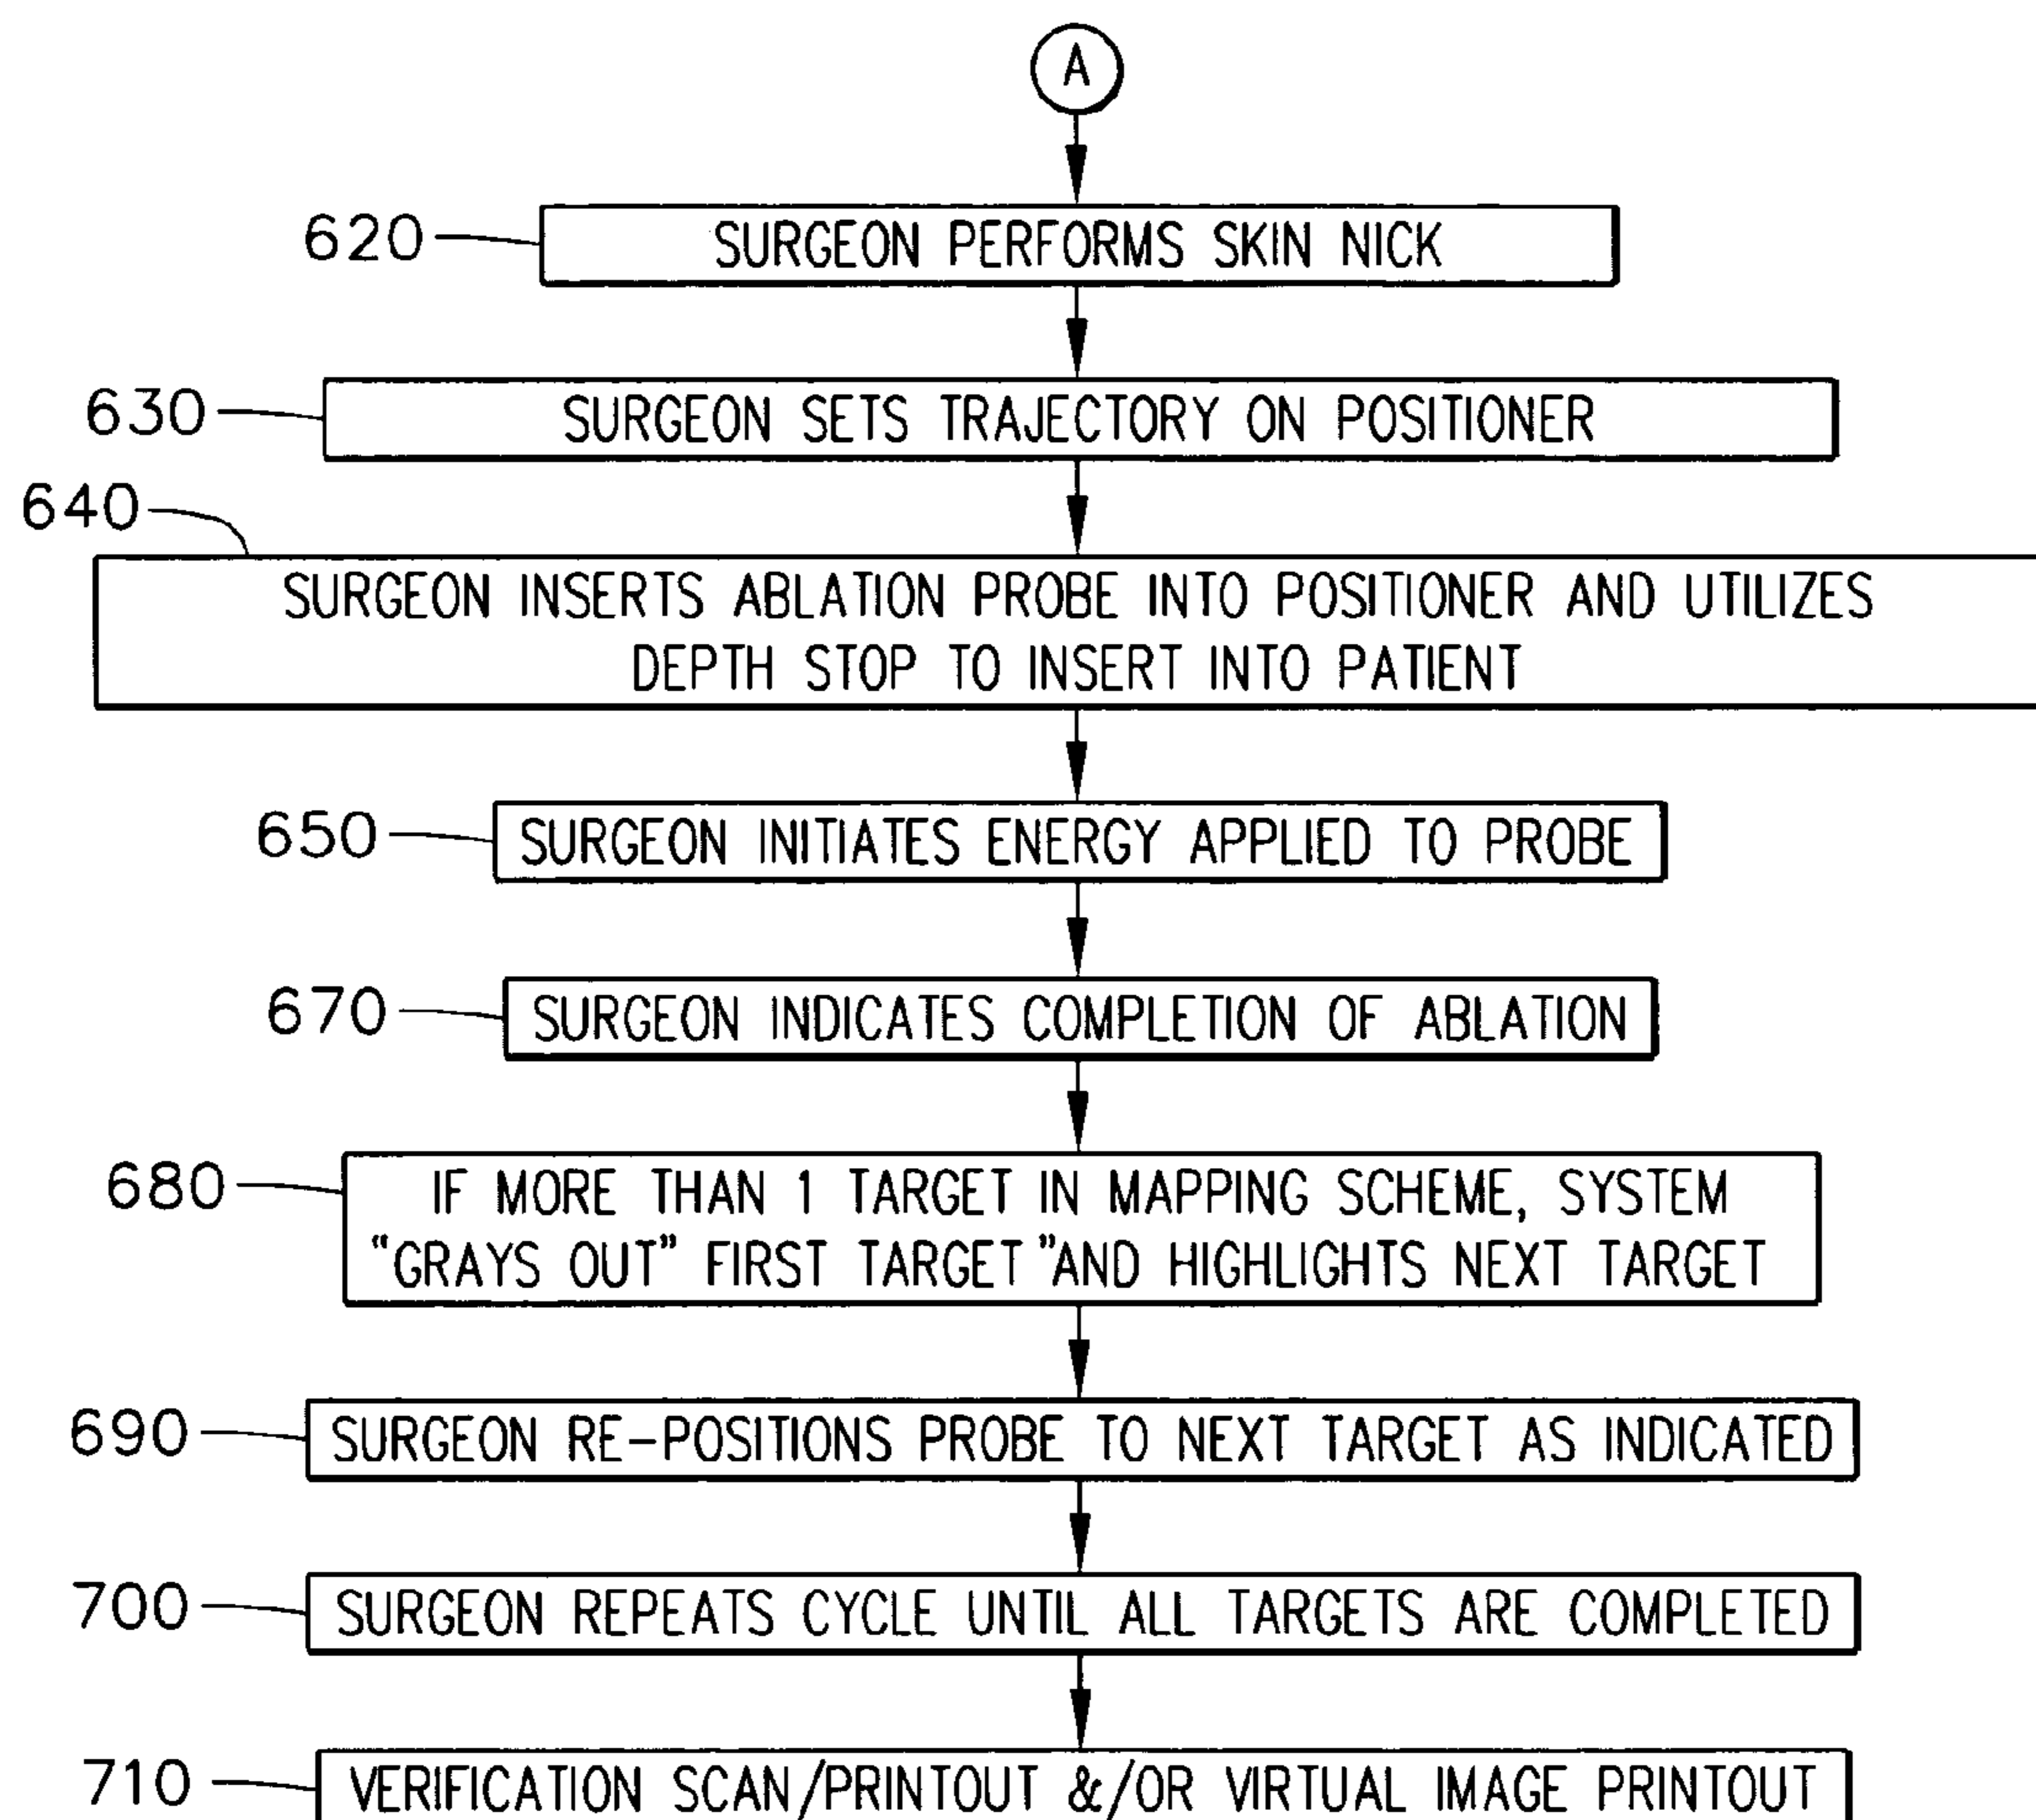 A
620
SURGEON PERFORMS SKIN NICK
630
SURGEON SETS TRAJECTORY ON POSITIONER
640
SURGEON INSERTS ABLATION PROBE INTO POSITIONER AND UTILIZES
DEPTH STOP TO INSERT INTO PATIENT
650
SURGEON INITIATES ENERGY APPLIED TO PROBE
670
SURGEON INDICATES COMPLETION OF ABLATION
680
IF MORE THAN 1 TARGET IN MAPPING SCHEME, SYSTEM
"GRAYS OUT" FIRST TARGET "AND HIGHLIGHTS NEXT TARGET
690
SURGEON RE-POSITIONS PROBE TO NEXT TARGET AS INDICATED
700
SURGEON REPEATS CYCLE UNTIL ALL TARGETS ARE COMPLETED
710
VERIFICATION SCAN/PRINTOUT &/OR VIRTUAL IMAGE PRINTOUT